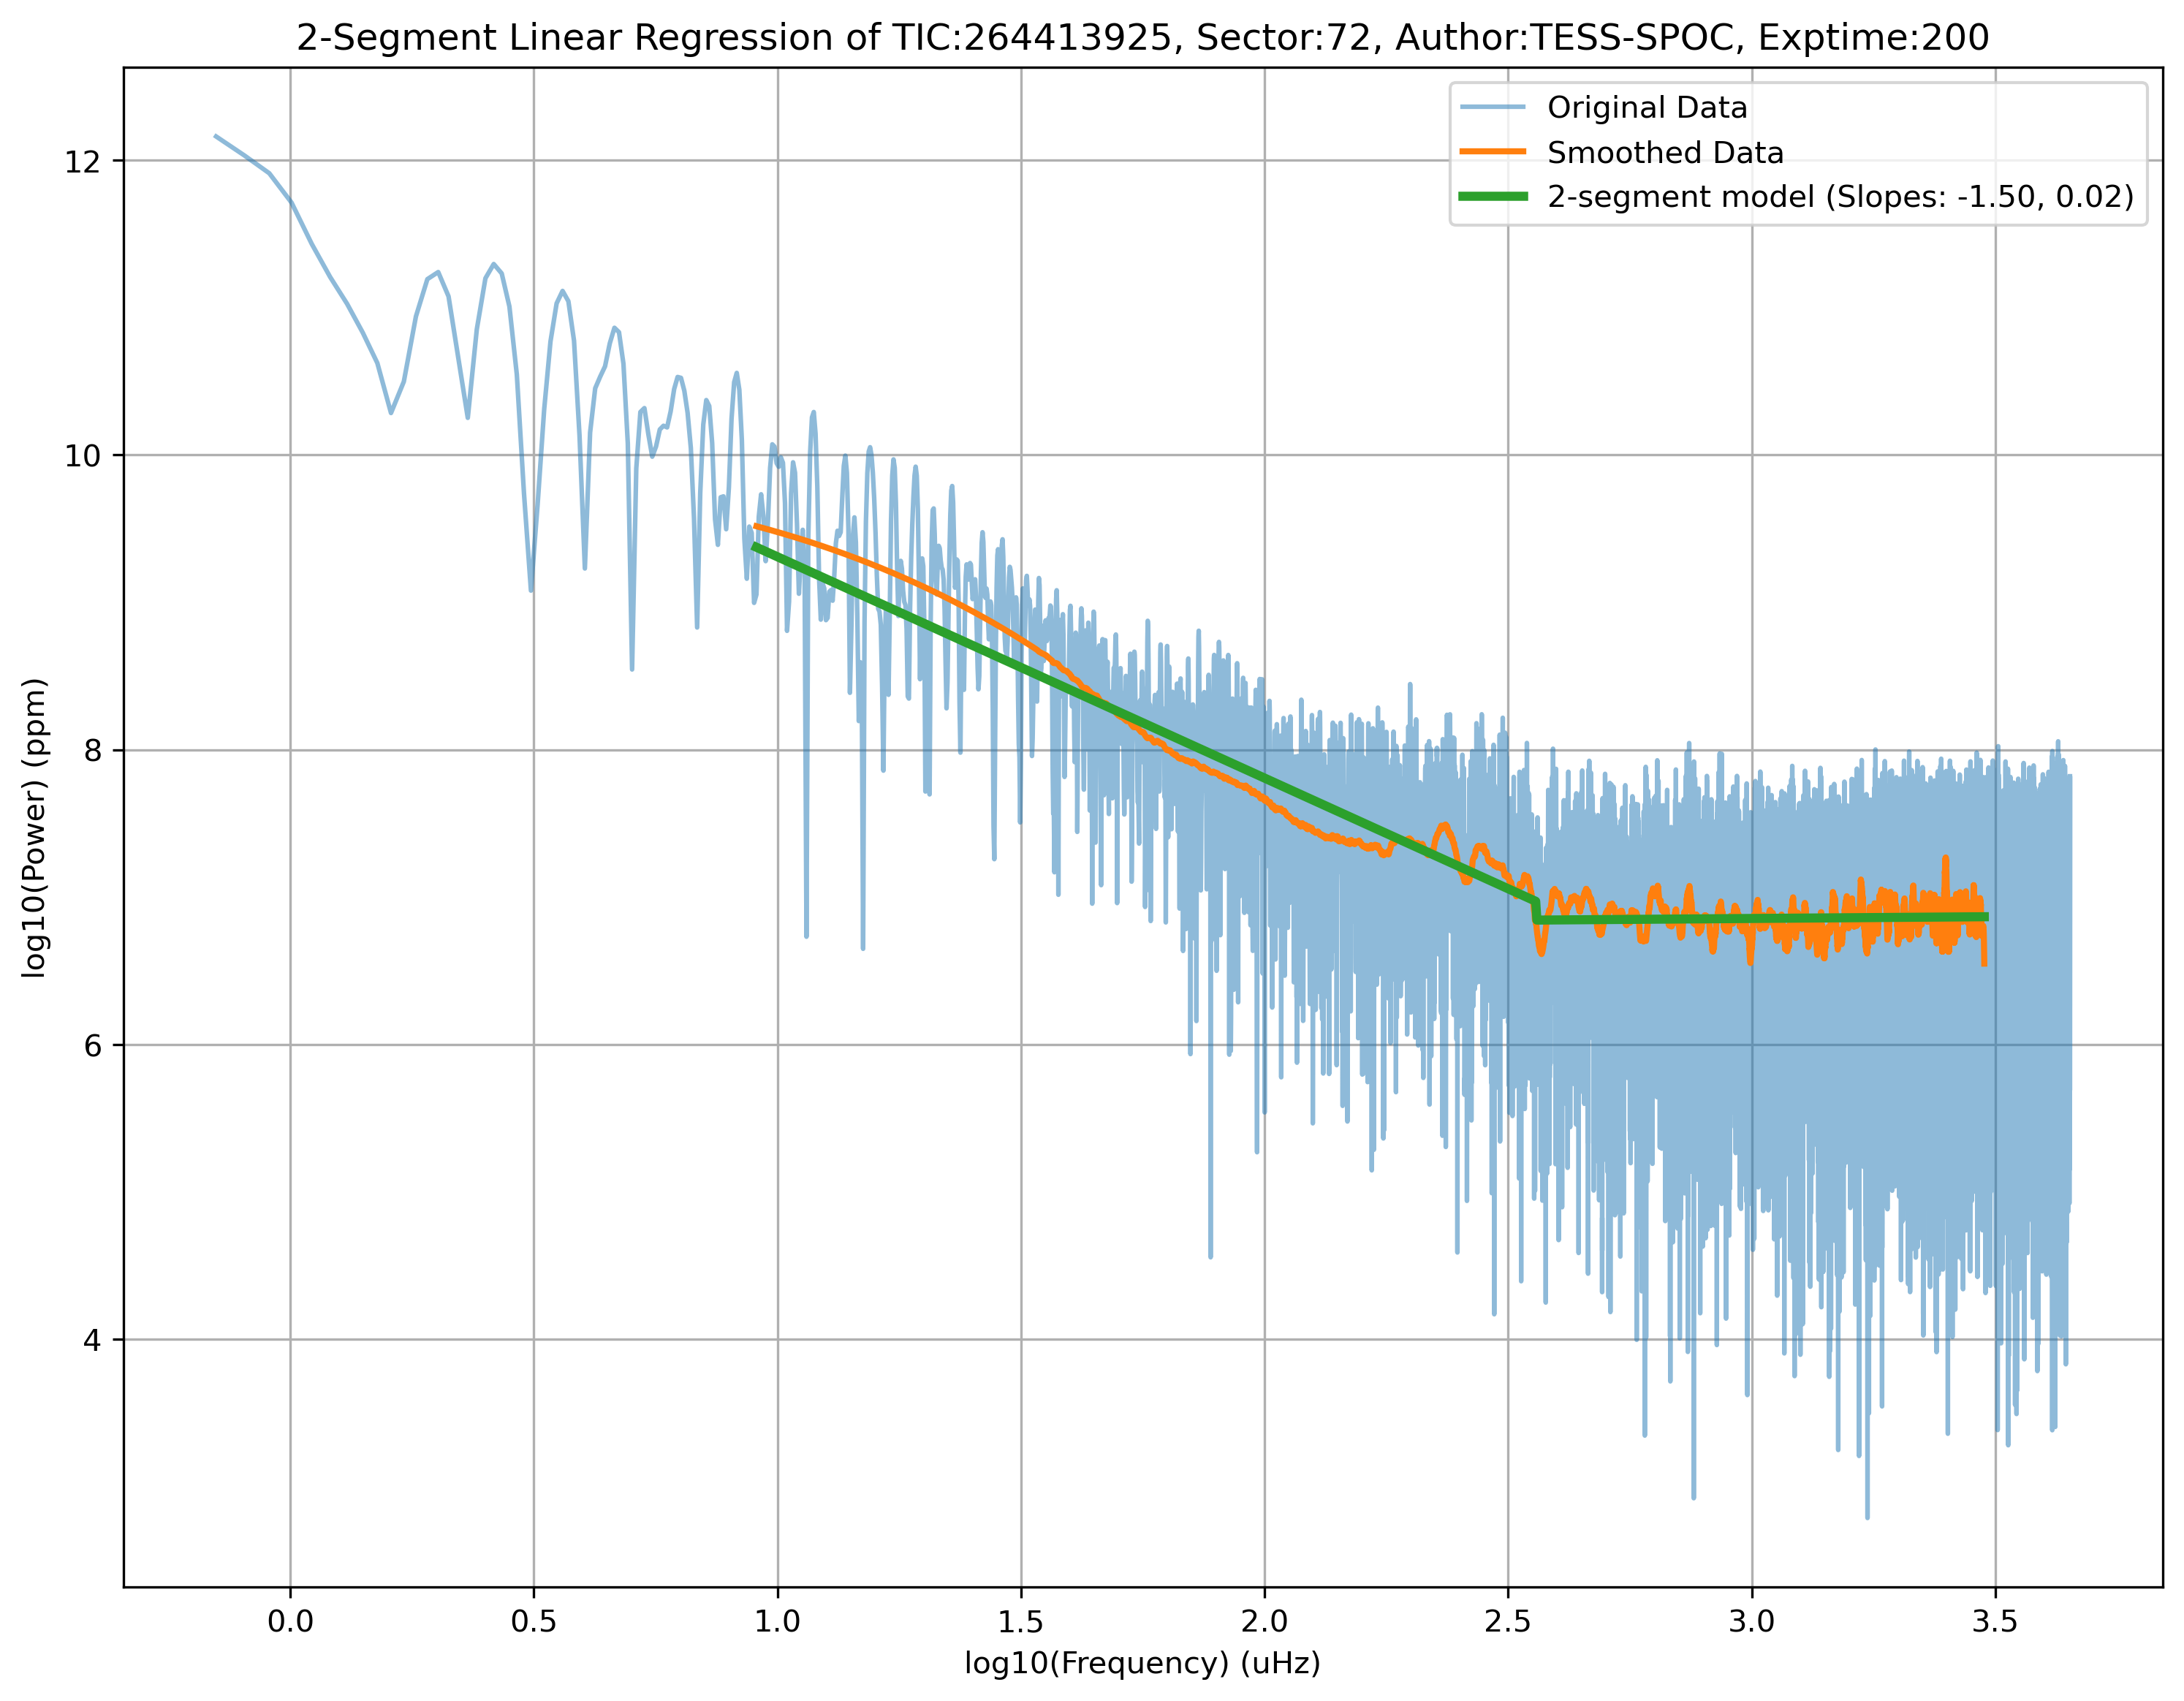 2-Segment Linear Regression of TIC:264413925, Sector:72, Author:TESS-SPOC, Exptime:200
Original Data
Smoothed Data
2-segment model (Slopes: -1.50, 0.02)
log10(Power) (ppm)
12
10
8
6
4
0.0 0.5 1.0 1.5 2.0 2.5 3.0 3.5
log10(Frequency) (uHz)